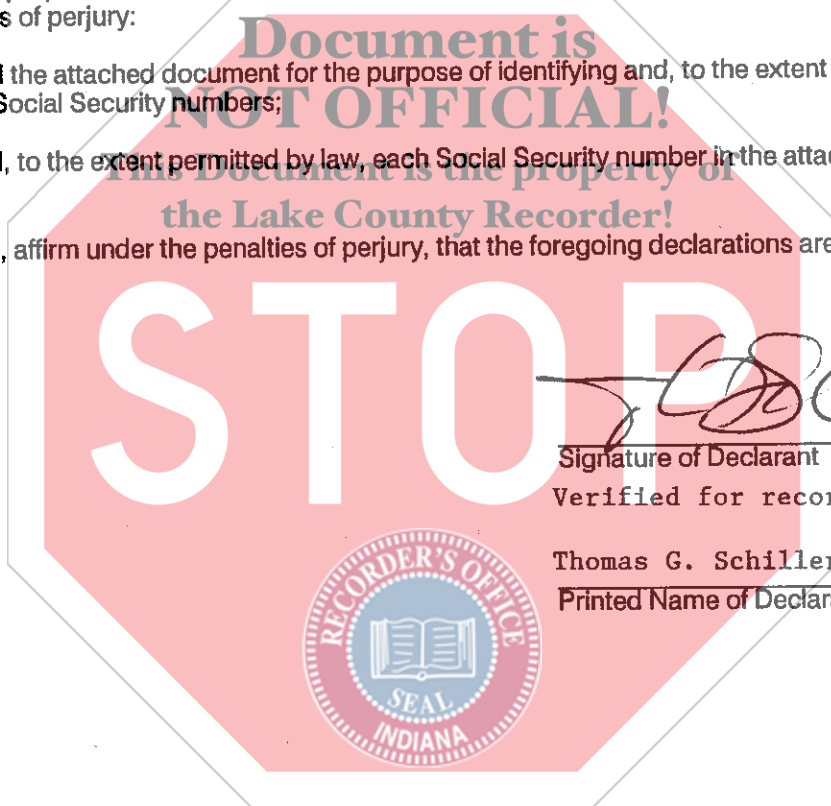 s of perjury:
Document is
the attached document for the purpose of identifying and, to the extent
NOT OFFICIAL!
Social Security numbers;
, to the extent permitted by law, each Social Security number in the attac
This Document is the property of
the Lake County Recorder!
, affirm under the penalties of perjury, that the foregoing declarations are
STOP
Signature of Declarant
Verified for recor
Thomas G. Schiller
Printed Name of Declara
RECORDER'S OFFICE
SEAL
INDIANA